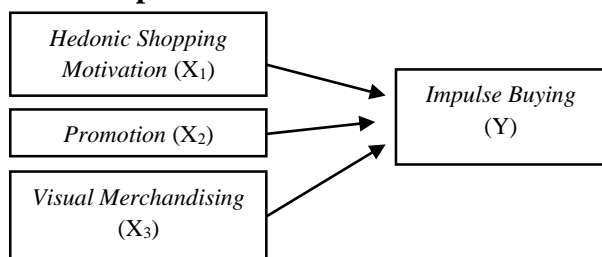 Hedonic Shopping
Motivation (X₁)
Promotion (X₂)
Visual Merchandising
(X₃)
Impulse Buying
(Y)